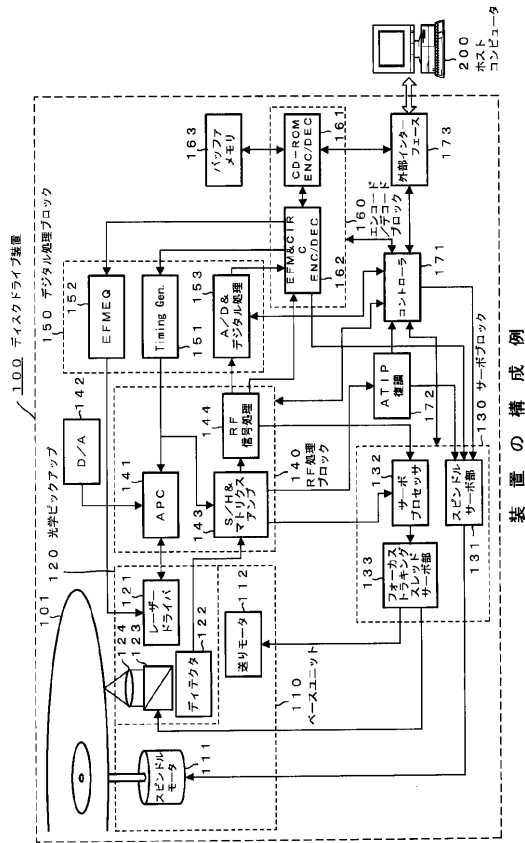 100 ディスクドライブ装置
101
120 光学ピックアップ
142
D/A
150 デジタル処理ブロック
152
EFMEQ
Timing Gen.
151
153
A/D&
デジタル処理
163
バッファ
メモリ
CD-ROM
ENC/DEC
161
EFM&CIR
C
ENC/DEC
162
160
エンコード
/デコード
ブロック
141
APC
143
S/H&
マトリクス
アンプ
144
RF
信号処理
140
RF処理
ブロック
124
123
121
レーザー
ドライバ
122
ディテクタ
112
送りモータ
110
ベースユニット
111
スピンドル
モータ
133
フォーカス
トラキング
スレッド
サーボ部
132
サーボ
プロセッサ
スピンドル
サーボ部
131
130 サーボブロック
ATIP
復調
172
コントローラ
171
外部インター
フェース
173
200
ホスト
コンピュータ
装置の構成例